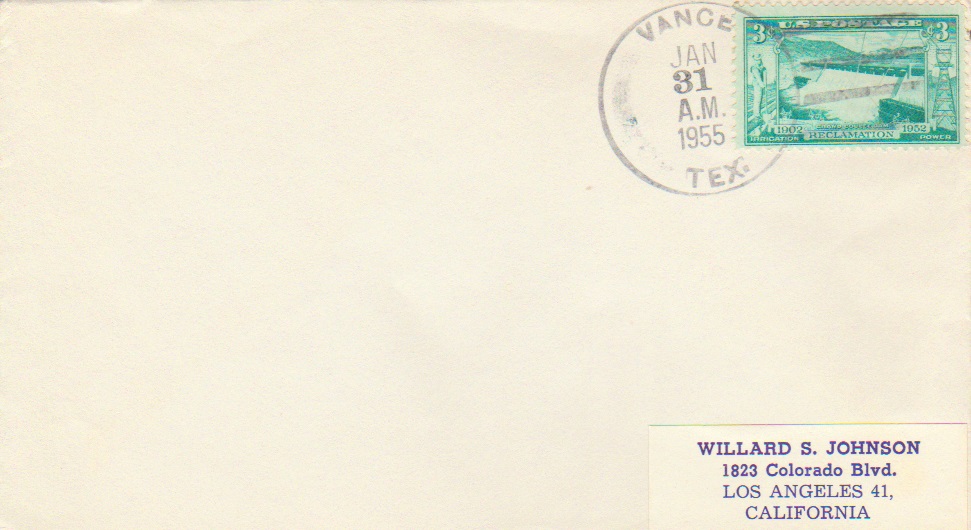 VANCE
JAN
31
A.M.
1955
TEX.
U.S. POSTAGE
3¢ 3¢
1902 1952
IRRIGATION RECLAMATION POWER
WILLARD S. JOHNSON
1823 Colorado Blvd.
LOS ANGELES 41,
CALIFORNIA